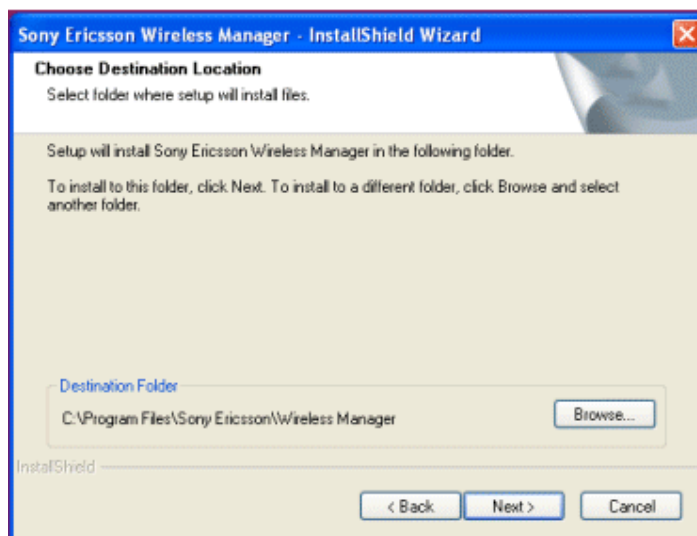 Sony Ericsson Wireless Manager - InstallShield Wizard
Choose Destination Location
Select folder where setup will install files.
Setup will install Sony Ericsson Wireless Manager in the following folder.
To install to this folder, click Next. To install to a different folder, click Browse and select
another folder.
Destination Folder
C:\Program Files\Sony Ericsson\Wireless Manager
Browse...
InstallShield
< Back
Next >
Cancel